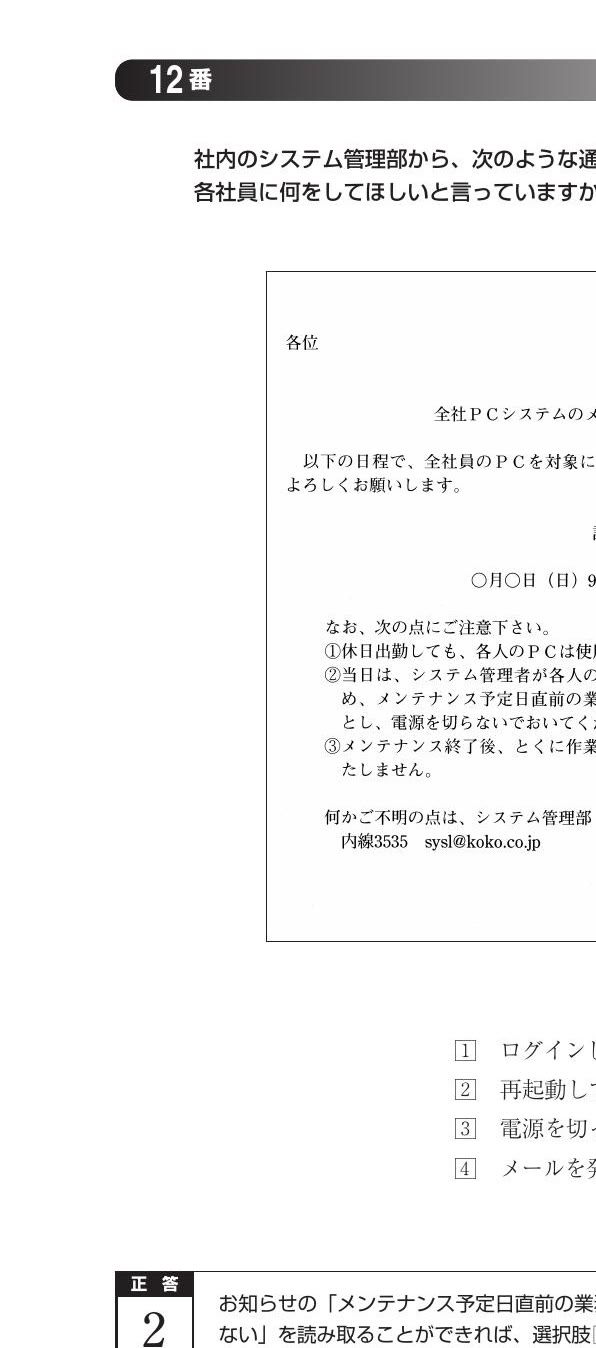 12番
社内のシステム管理部から、次のような通
各社員に何をしてほしいと言っていますか
各位
全社PCシステムのメ
以下の日程で、全社員のPCを対象に
よろしくお願いします。
〇月〇日（日）9
なお、次の点にご注意下さい。
①休日出勤しても、各人のPCは使用
②当日は、システム管理者が各人の
め、メンテナンス予定日直前の業
とし、電源を切らないでおいてくだ
③メンテナンス終了後、とくに作業
たしません。
何かご不明の点は、システム管理部
内線3535　sysl@koko.co.jp
1　ログインし
2　再起動して
3　電源を切っ
4　メールを発
正答
2
お知らせの「メンテナンス予定日直前の業務
ない」を読み取ることができれば、選択肢